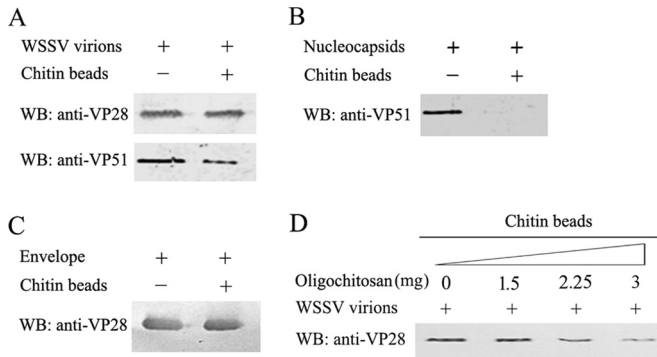 A
WSSV virions + +
Chitin beads − +
WB: anti-VP28
WB: anti-VP51
B
Nucleocapsids + +
Chitin beads − +
WB: anti-VP51
C
Envelope + +
Chitin beads − +
WB: anti-VP28
D
Chitin beads
Oligochitosan(mg) 0 1.5 2.25 3
WSSV virions + + + +
WB: anti-VP28